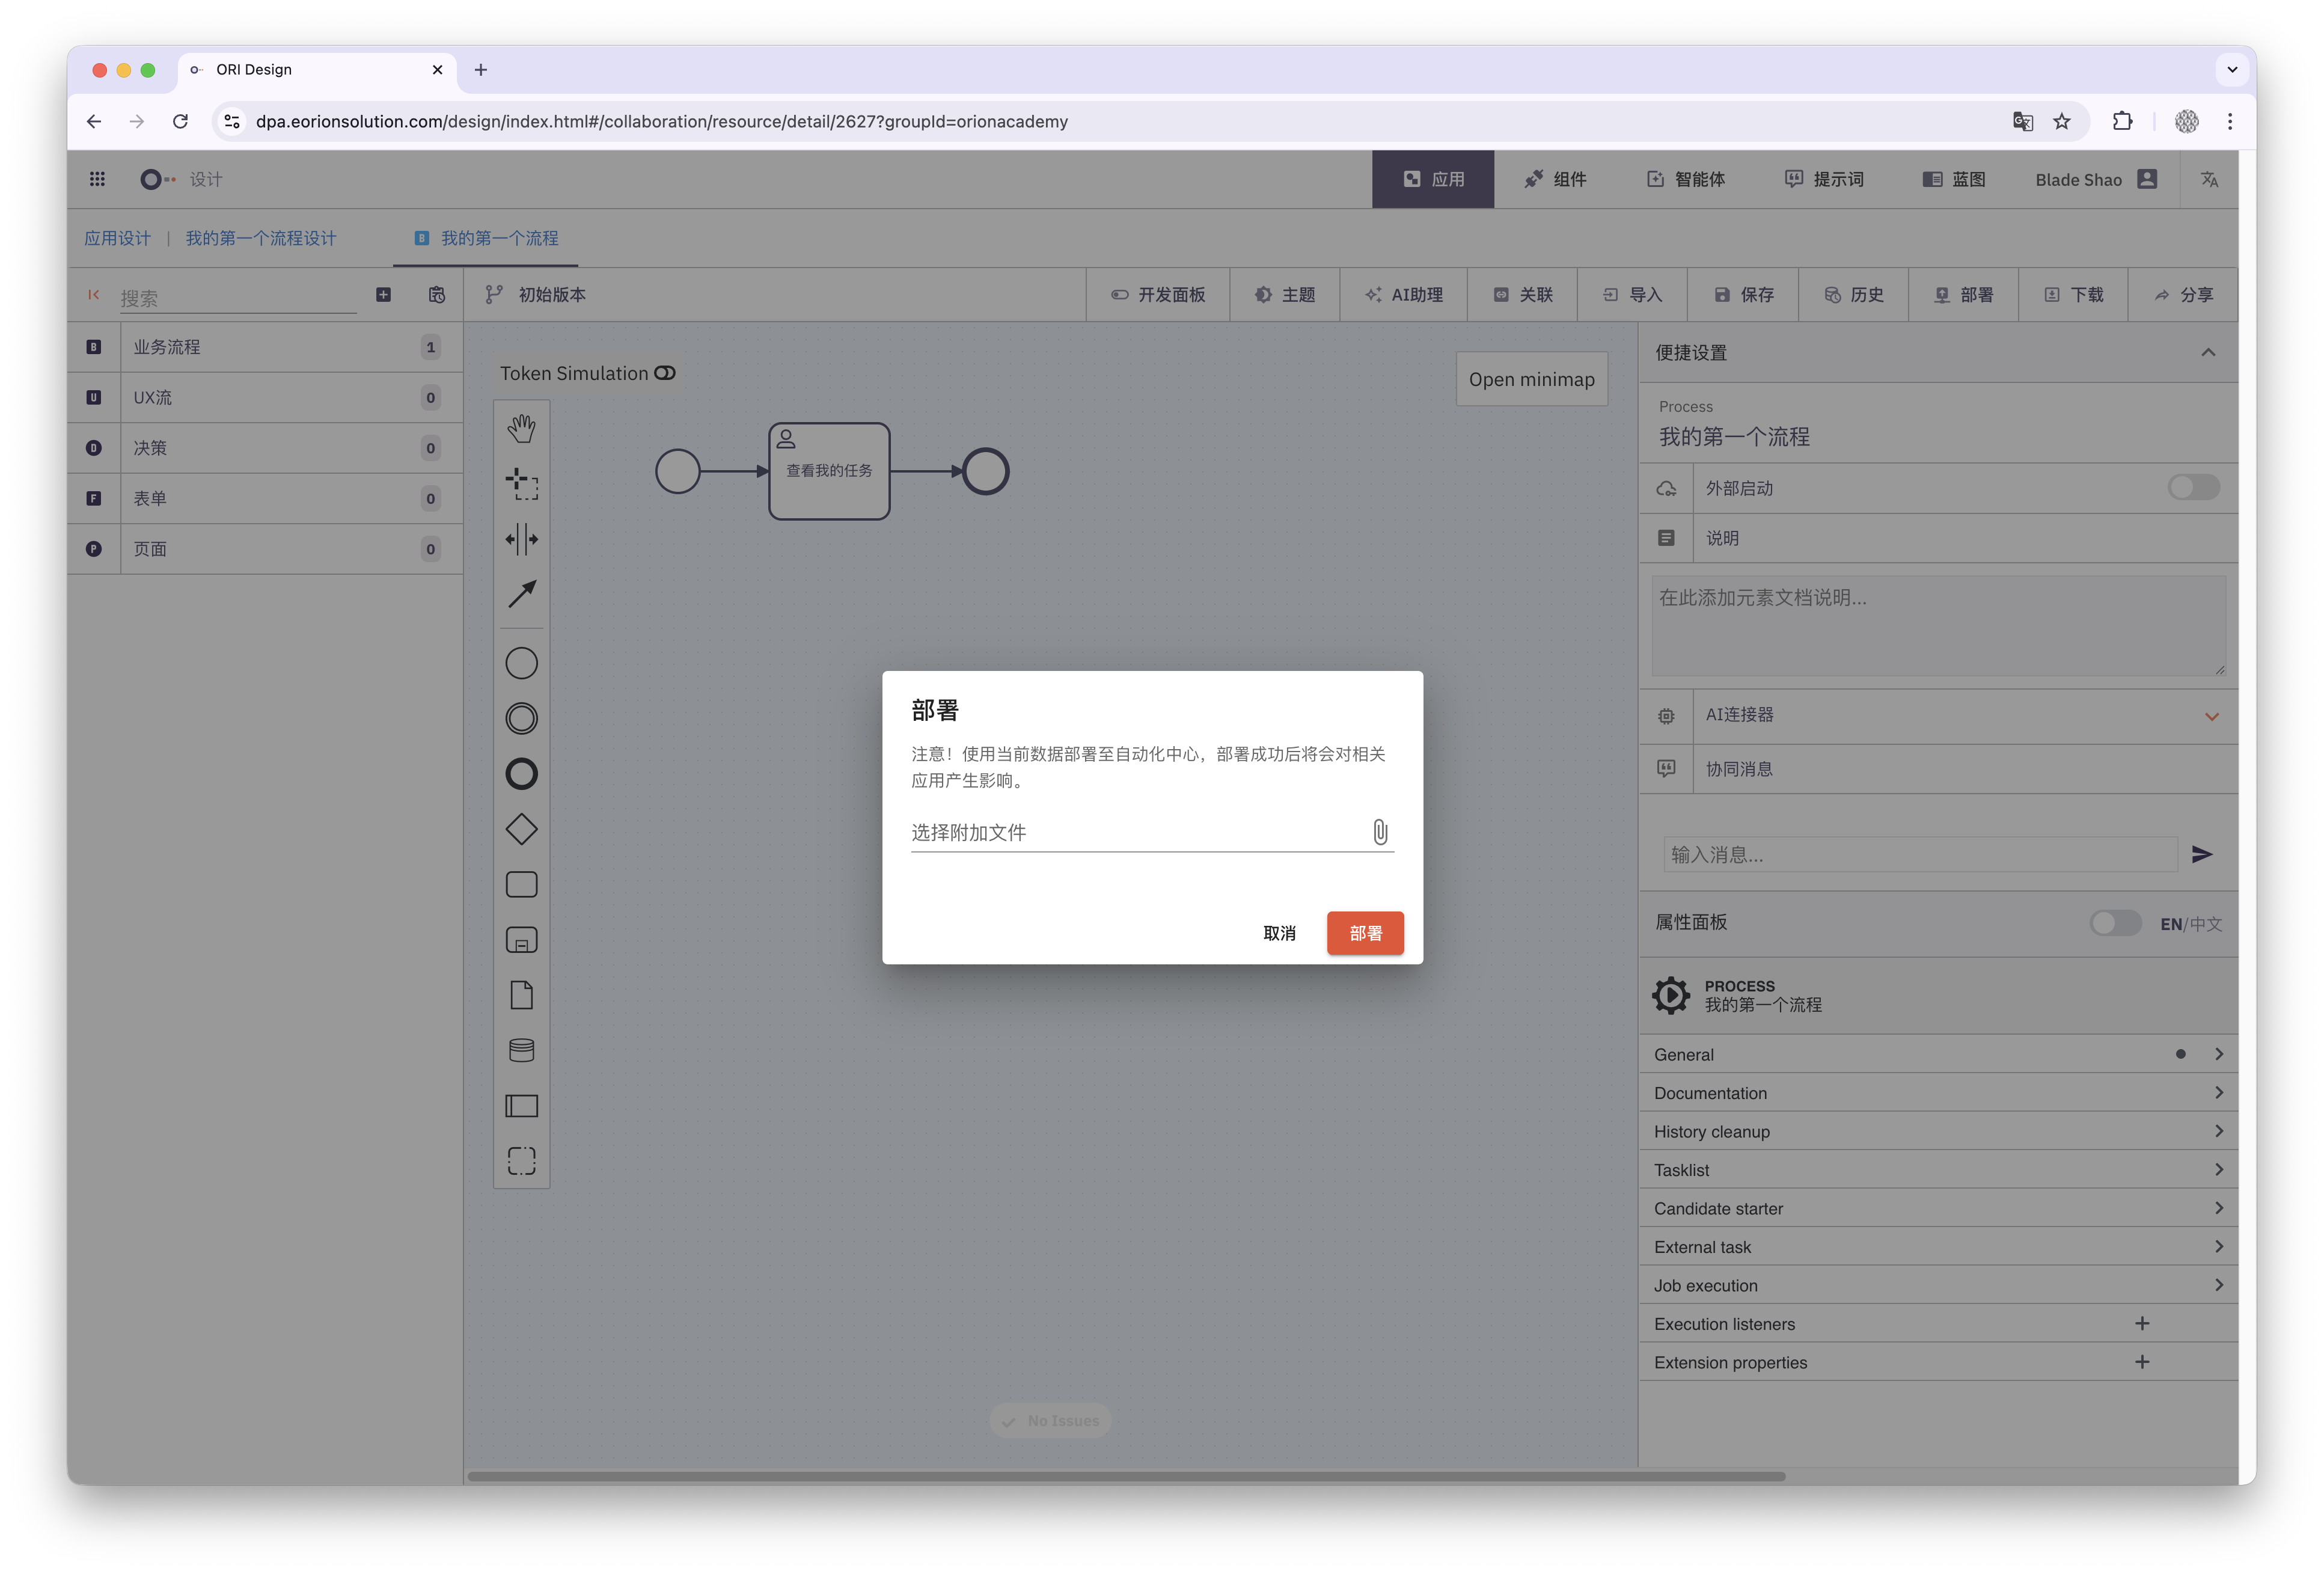 ORI Design
dpa.eorionsolution.com/design/index.html#/collaboration/resource/detail/2627?groupId=orionacademy
设计
应用
组件
智能体
提示词
蓝图
Blade Shao
应用设计 | 我的第一个流程设计
B 我的第一个流程
搜索
初始版本
开发面板
主题
AI助理
关联
导入
保存
历史
部署
下载
分享
B 业务流程 1
U UX流 0
D 决策 0
F 表单 0
P 页面 0
Token Simulation
Open minimap
查看我的任务
便捷设置
Process
我的第一个流程
外部启动
说明
在此添加元素文档说明...
AI连接器
协同消息
输入消息...
部署
注意！使用当前数据部署至自动化中心，部署成功后将会对相关
应用产生影响。
选择附加文件
取消
部署
属性面板
EN/中文
PROCESS
我的第一个流程
General
Documentation
History cleanup
Tasklist
Candidate starter
External task
Job execution
Execution listeners
Extension properties
No Issues